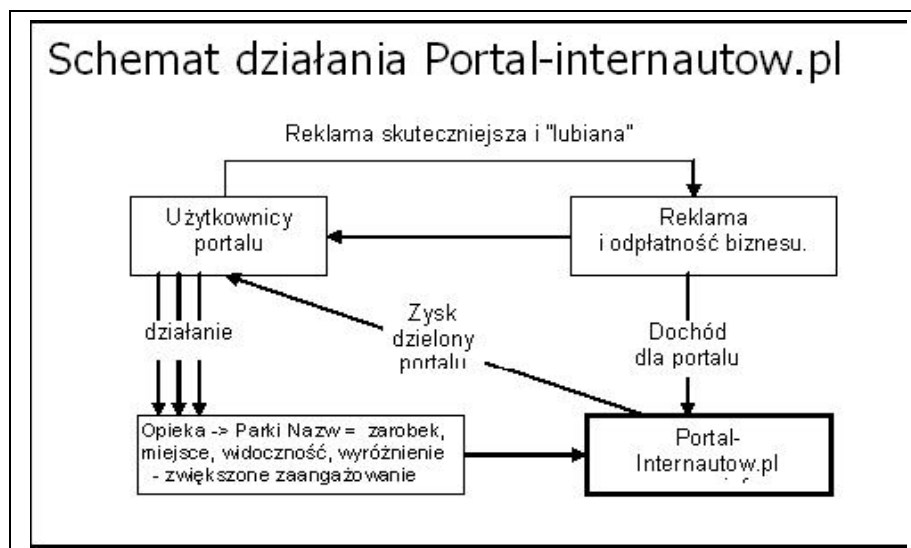 Schemat działania Portal-internautow.pl
Reklama skuteczniejsza i "lubiana"
Użytkownicy
portalu
Reklama
i odpłatność biznesu.
działanie
Zysk
dzielony
portalu
Dochód
dla portalu
Opieka -> Parki Nazw = zarobek,
miejsce, widoczność, wyróżnienie
- zwiększone zaangażowanie
Portal-
Internautow.pl